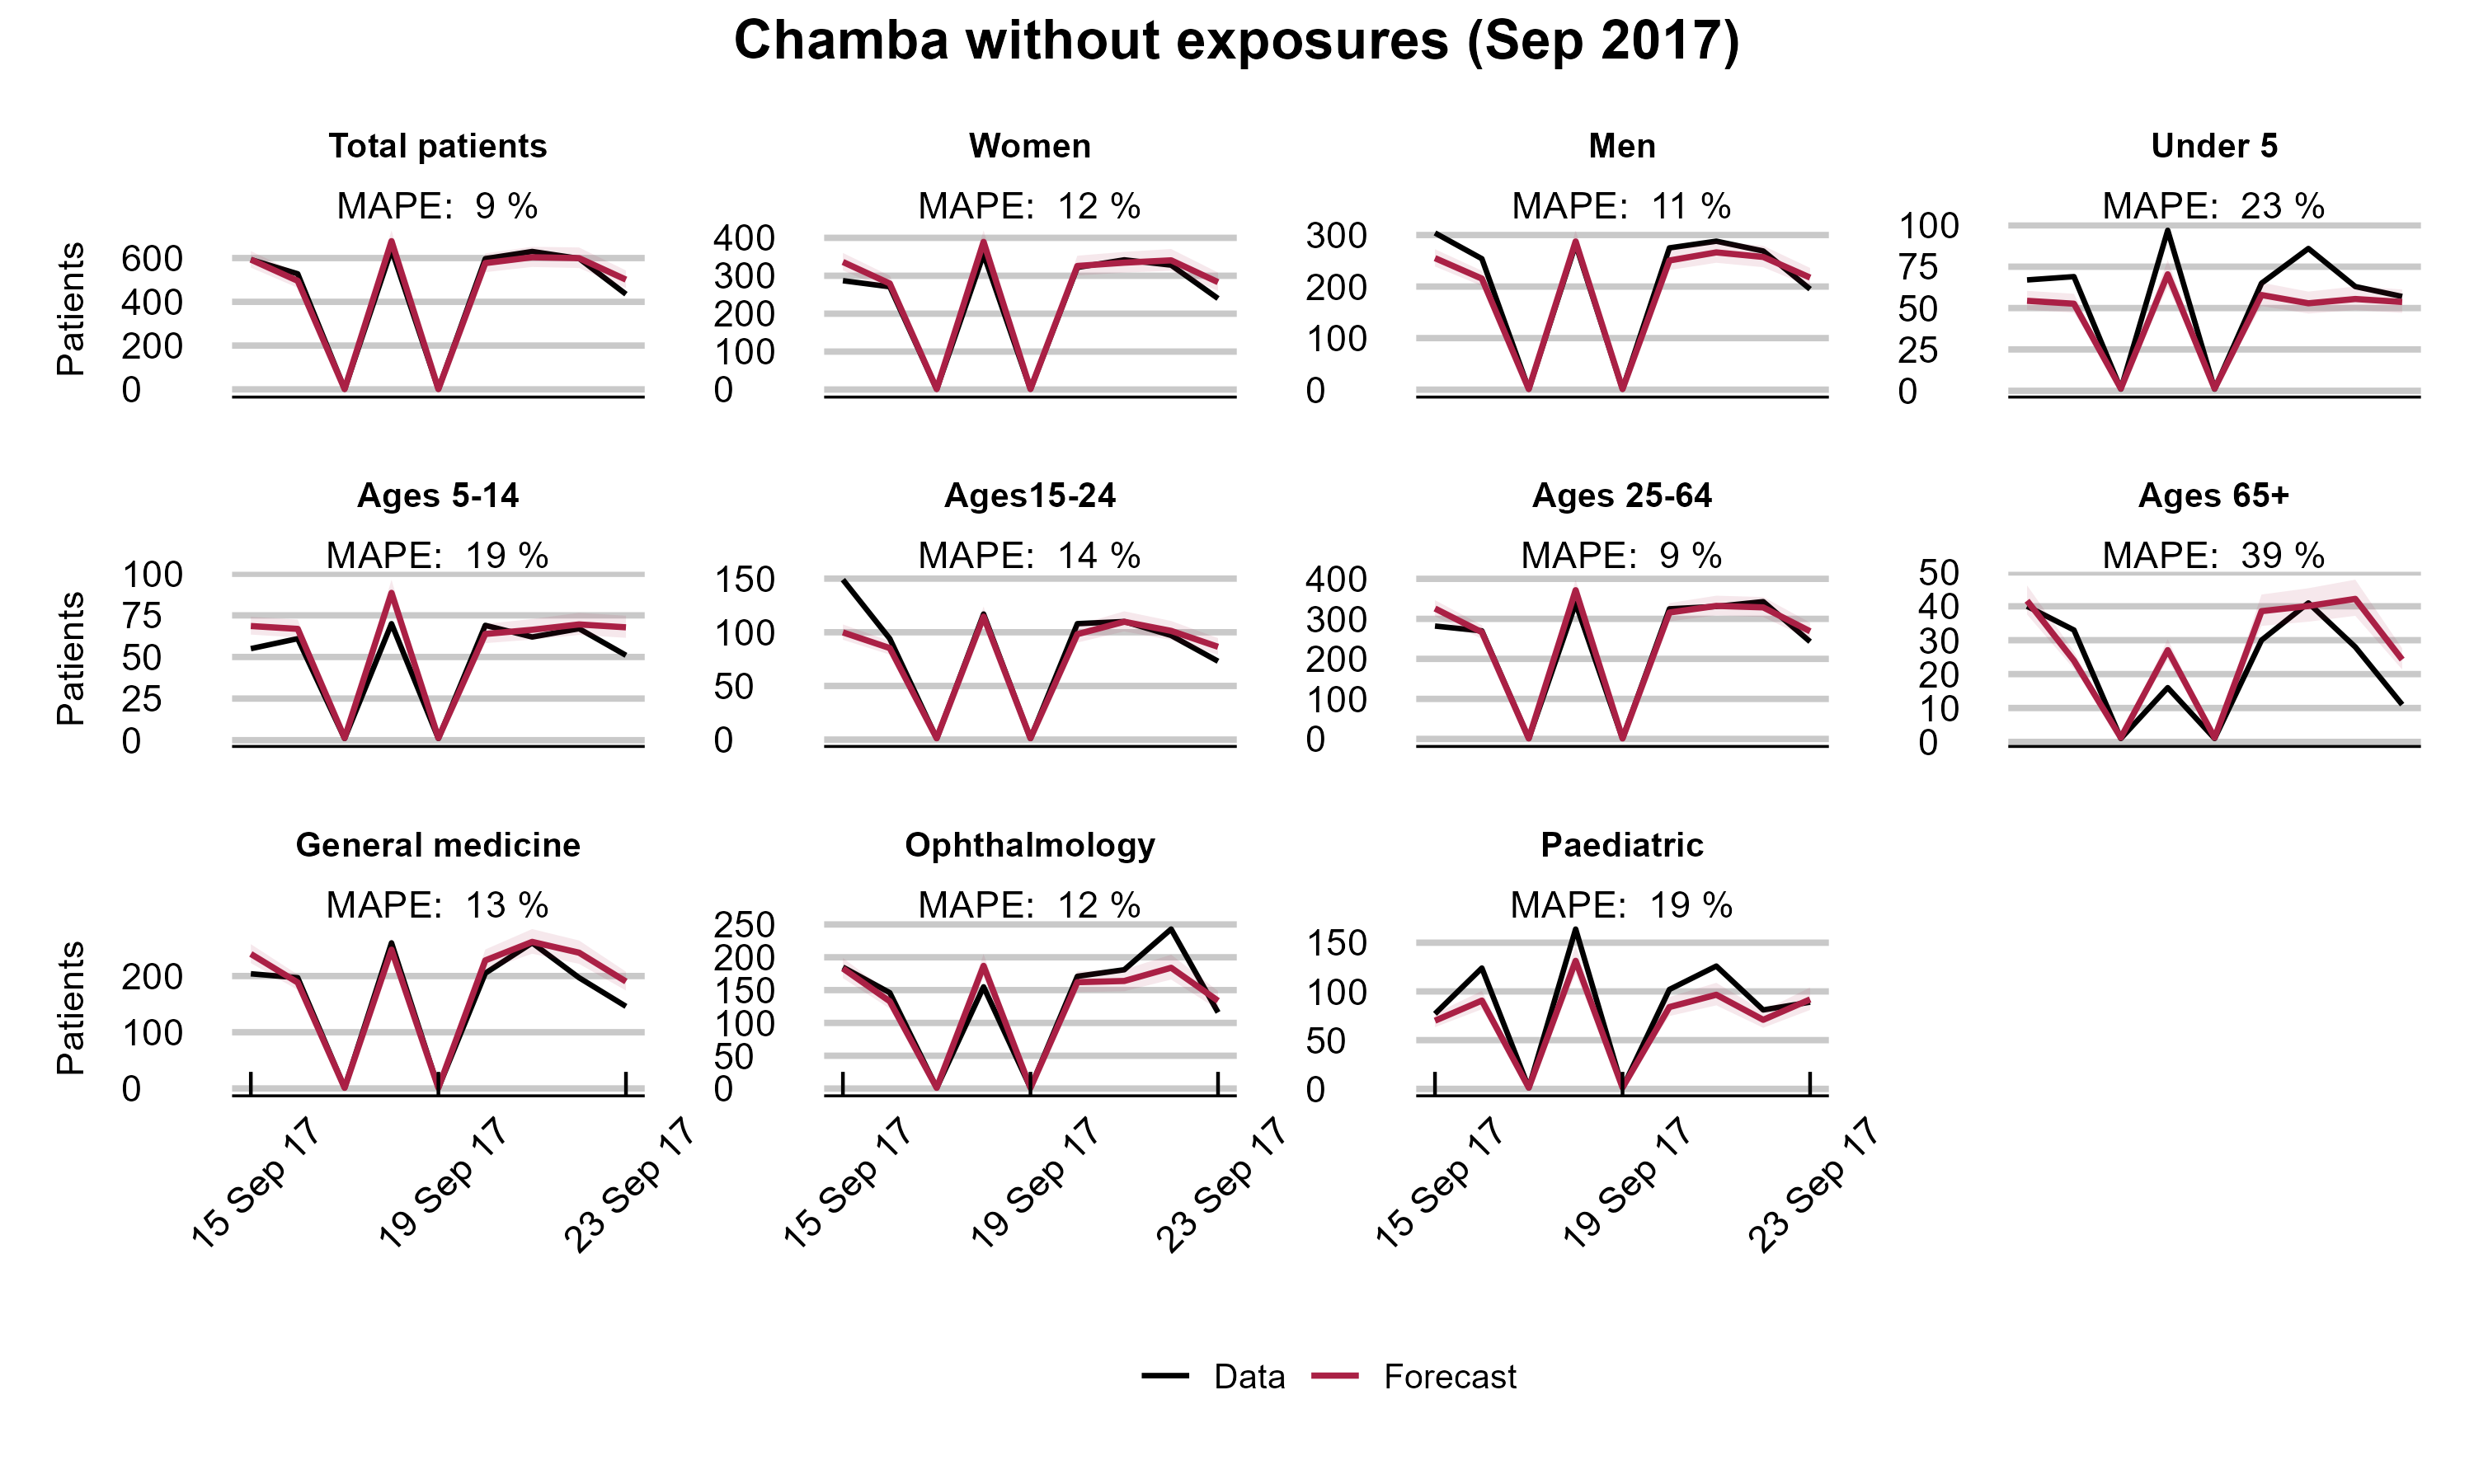 Chamba without exposures (Sep 2017)
Total patients
MAPE:  9 %
Patients
600
400
200
0
Women
MAPE:  12 %
400
300
200
100
0
Men
MAPE:  11 %
300
200
100
0
Under 5
MAPE:  23 %
100
75
50
25
0
Ages 5-14
MAPE:  19 %
Patients
100
75
50
25
0
Ages15-24
MAPE:  14 %
150
100
50
0
Ages 25-64
MAPE:  9 %
400
300
200
100
0
Ages 65+
MAPE:  39 %
50
40
30
20
10
0
General medicine
MAPE:  13 %
Patients
200
100
0
15 Sep 17
19 Sep 17
23 Sep 17
Ophthalmology
MAPE:  12 %
250
200
150
100
50
0
15 Sep 17
19 Sep 17
23 Sep 17
Paediatric
MAPE:  19 %
150
100
50
0
15 Sep 17
19 Sep 17
23 Sep 17
Data
Forecast